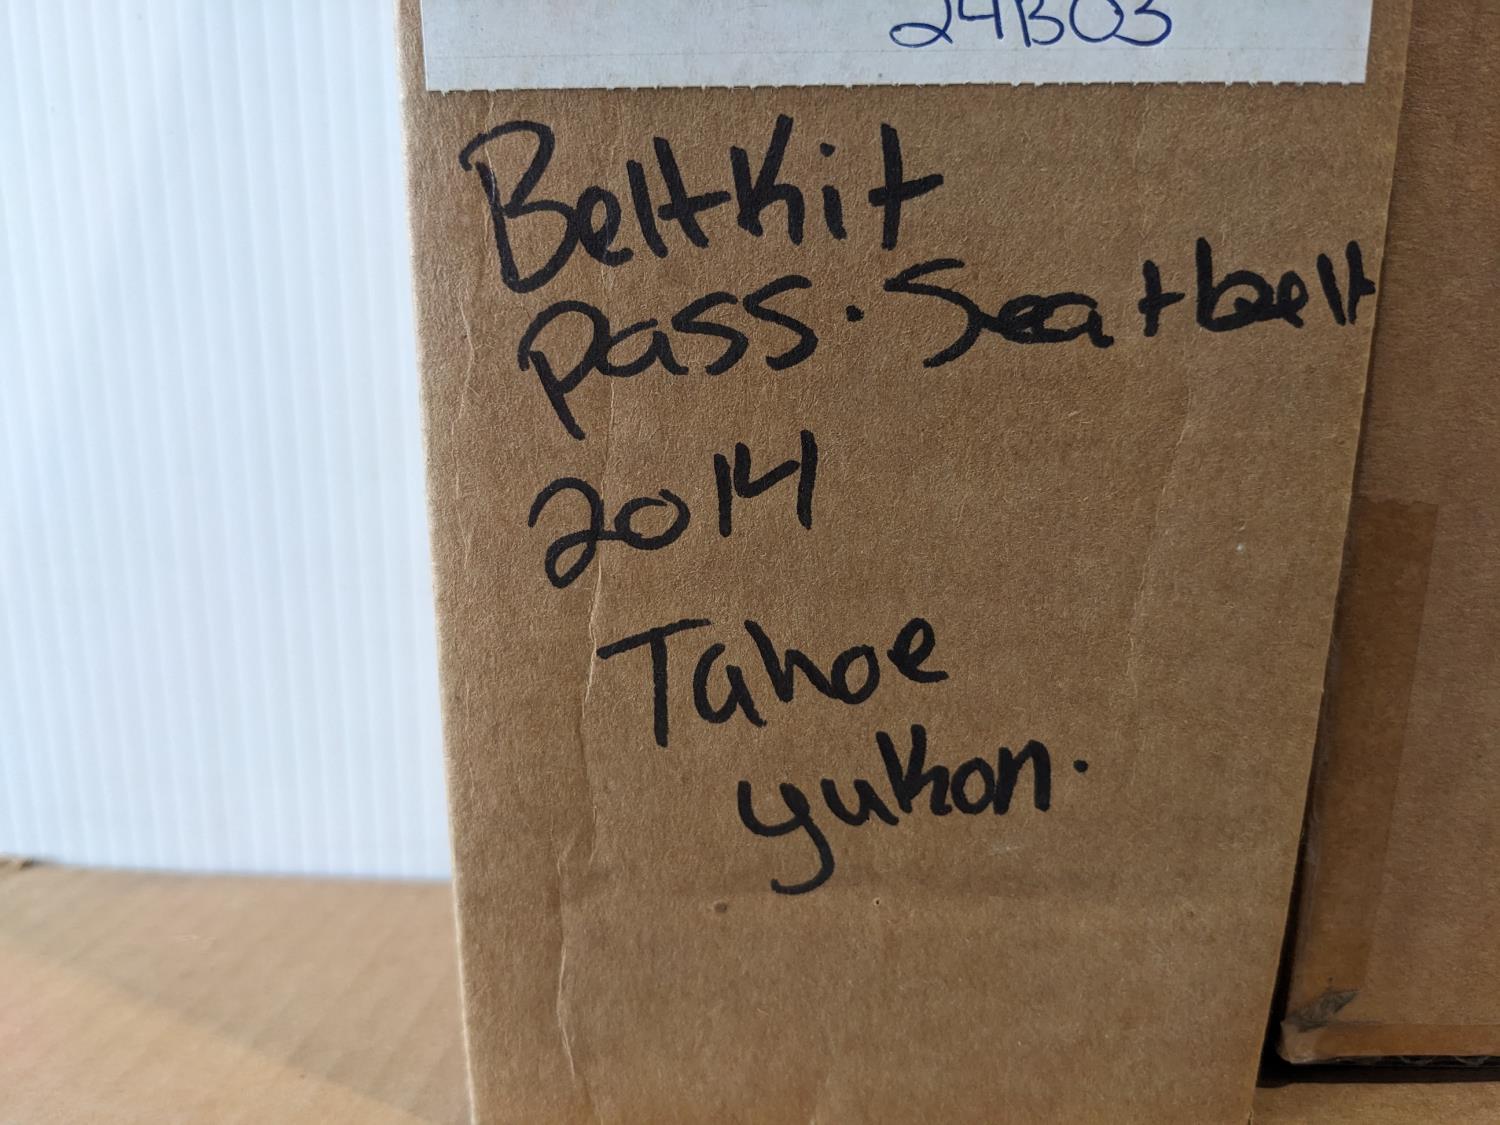 24B03
BeltKit
pass. Seatbelt
2014
Tahoe
yukon.